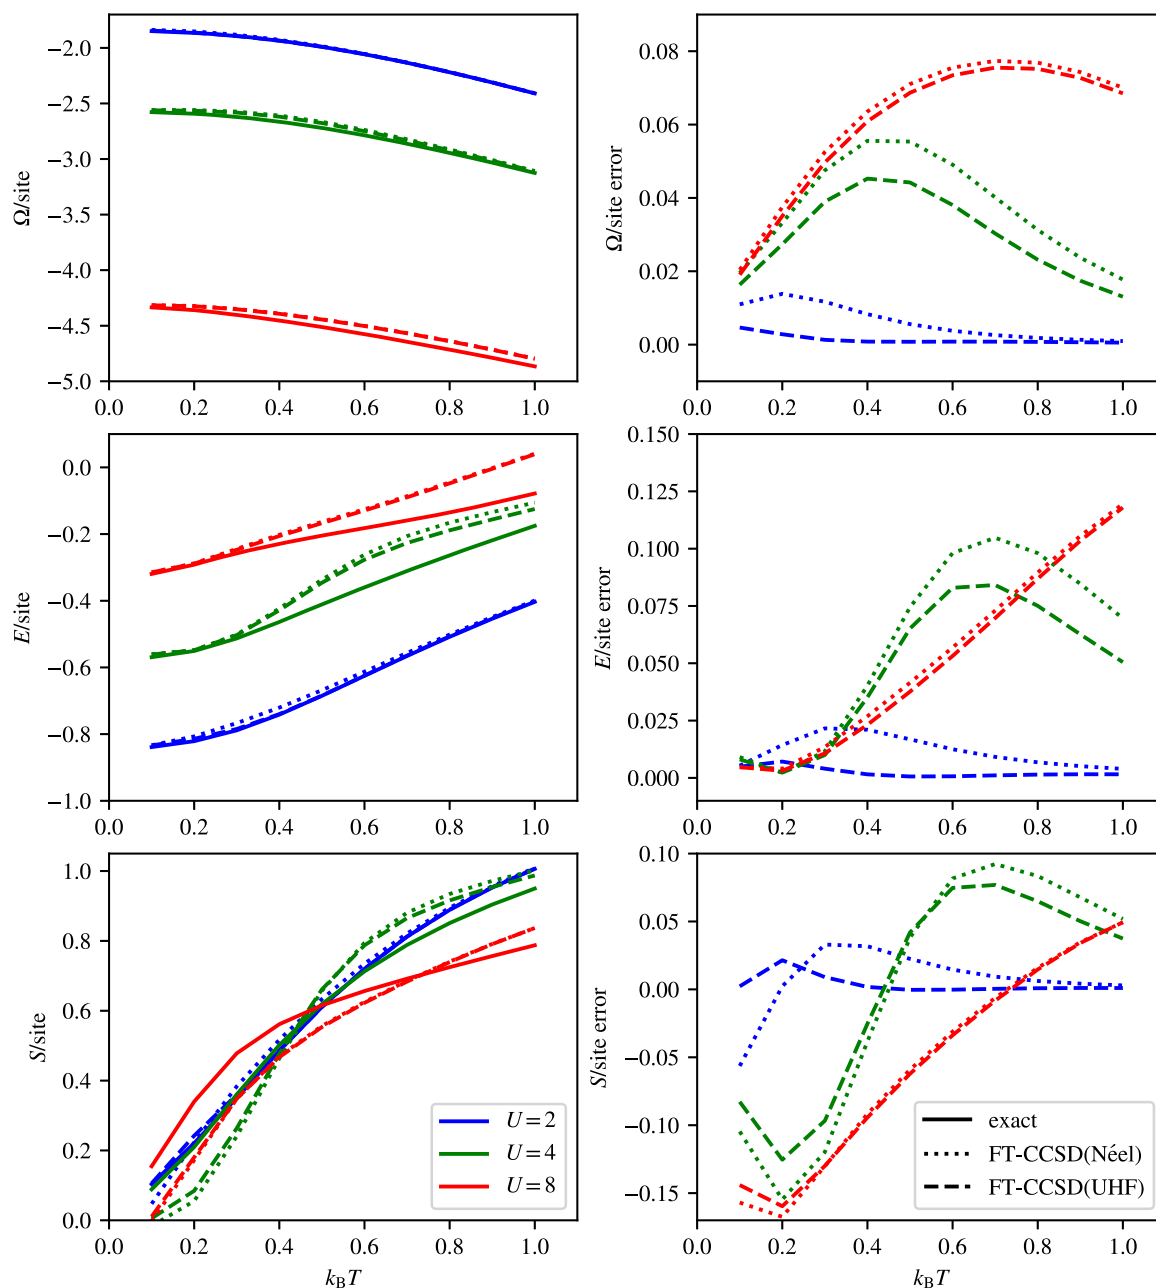 −2.0
−2.5
−3.0
−3.5
−4.0
−4.5
−5.0
Ω/site
0.0 0.2 0.4 0.6 0.8 1.0
0.08
0.06
0.04
0.02
0.00
Ω/site error
0.0 0.2 0.4 0.6 0.8 1.0
0.0
−0.2
−0.4
−0.6
−0.8
−1.0
E/site
0.0 0.2 0.4 0.6 0.8 1.0
0.150
0.125
0.100
0.075
0.050
0.025
0.000
E/site error
0.0 0.2 0.4 0.6 0.8 1.0
1.0
0.8
0.6
0.4
0.2
0.0
S/site
U = 2
U = 4
U = 8
0.0 0.2 0.4 0.6 0.8 1.0
k_B T
0.10
0.05
0.00
−0.05
−0.10
−0.15
S/site error
exact
FT-CCSD(Néel)
FT-CCSD(UHF)
0.0 0.2 0.4 0.6 0.8 1.0
k_B T